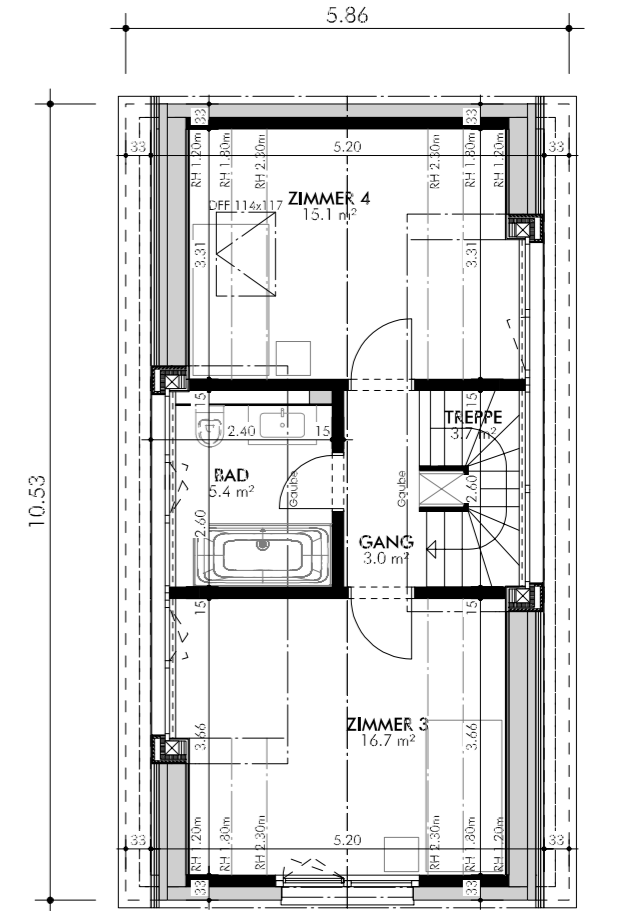 5.86
10.53
33
33
33
5.20
33
RH 1.20m
RH 1.80m
RH 2.30m
RH 2.30m
RH 1.80m
RH 1.20m
ZIMMER 4
15.1 m²
DFF 114x117
3.31
3.31
15
15
TREPPE
3.7 m²
2.40
15
BAD
5.4 m²
Gaube
Gaube
2.60
2.60
GANG
3.0 m²
15
15
ZIMMER 3
16.7 m²
3.66
3.66
RH 1.20m
RH 1.80m
RH 2.30m
RH 2.30m
RH 1.80m
RH 1.20m
33
5.20
33
33
33